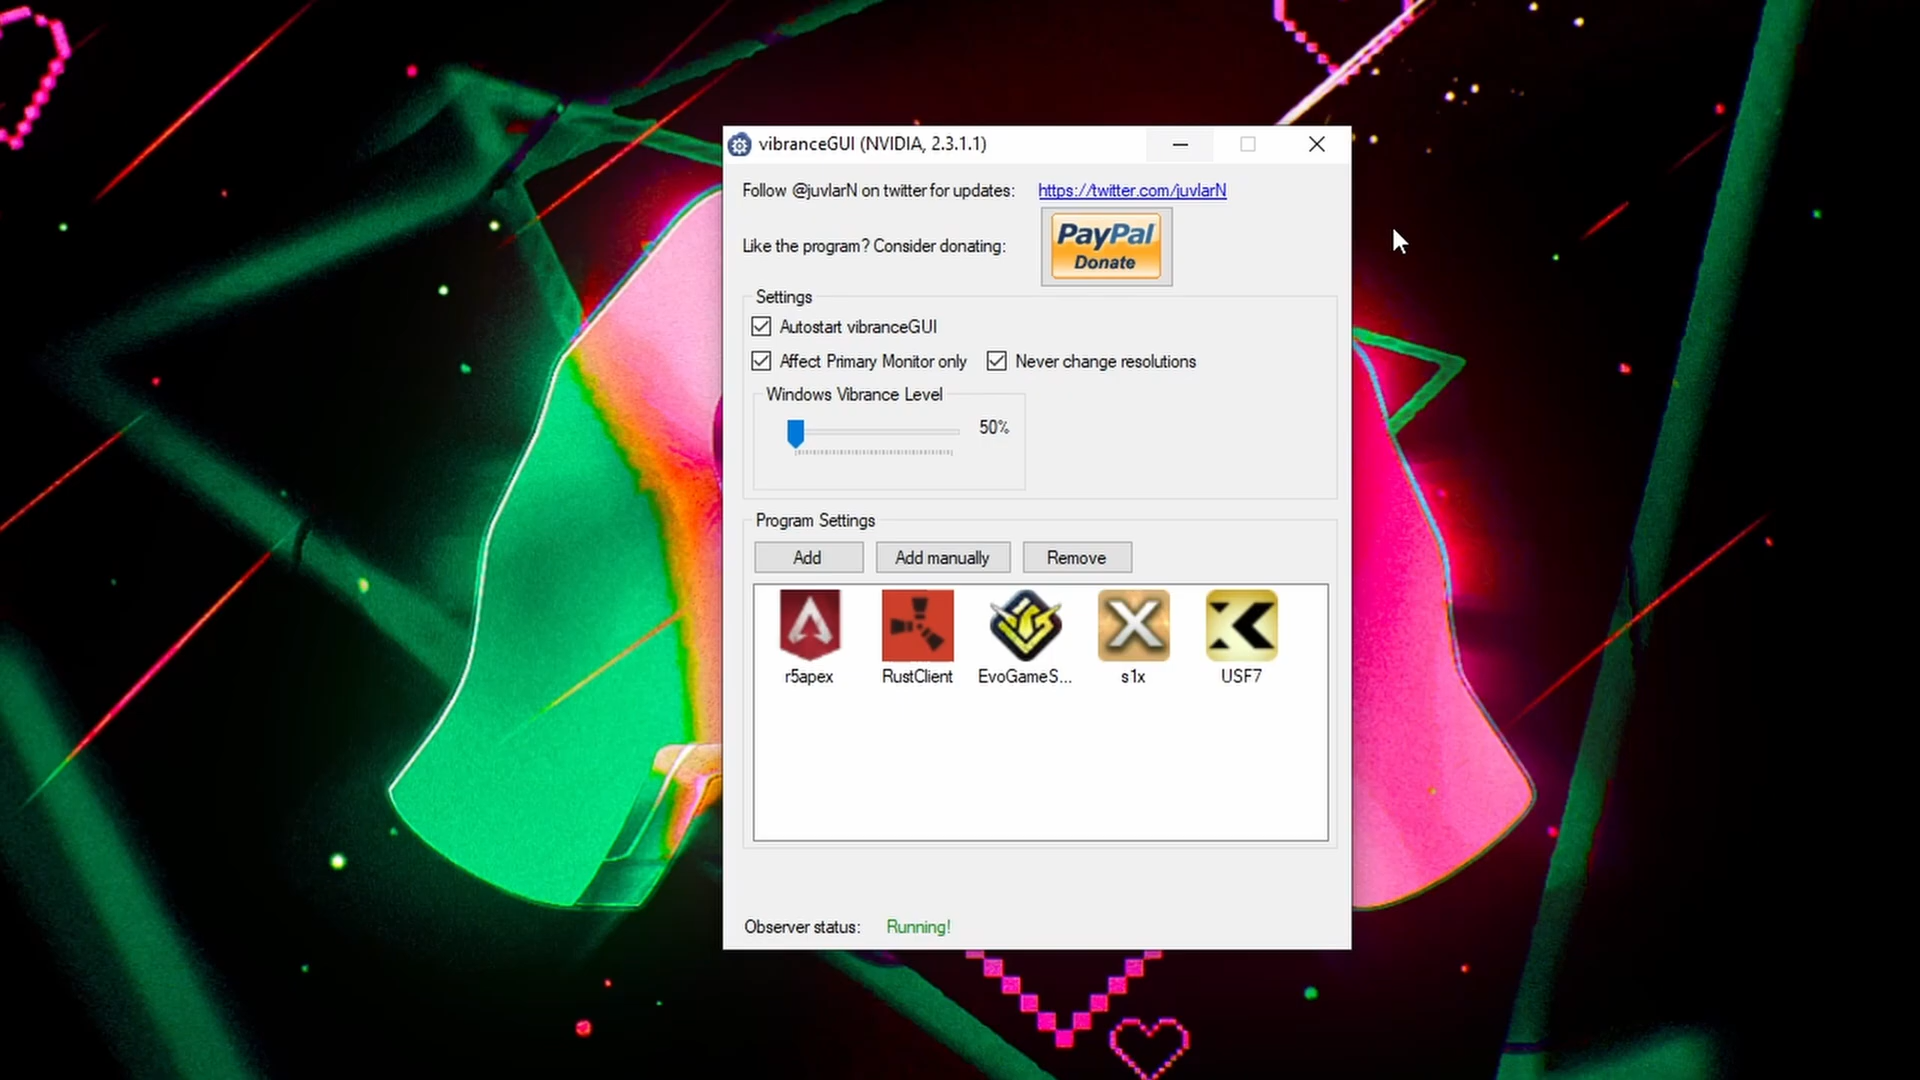 vibranceGUI (NVIDIA, 2.3.1.1)
Follow @juvlarN on twitter for updates: https://twitter.com/juvlarN
Like the program? Consider donating:
PayPal
Donate
Settings
Autostart vibranceGUI
Affect Primary Monitor only Never change resolutions
Windows Vibrance Level
50%
Program Settings
Add Add manually Remove
r5apex RustClient EvoGameS... s1x USF7
Observer status: Running!